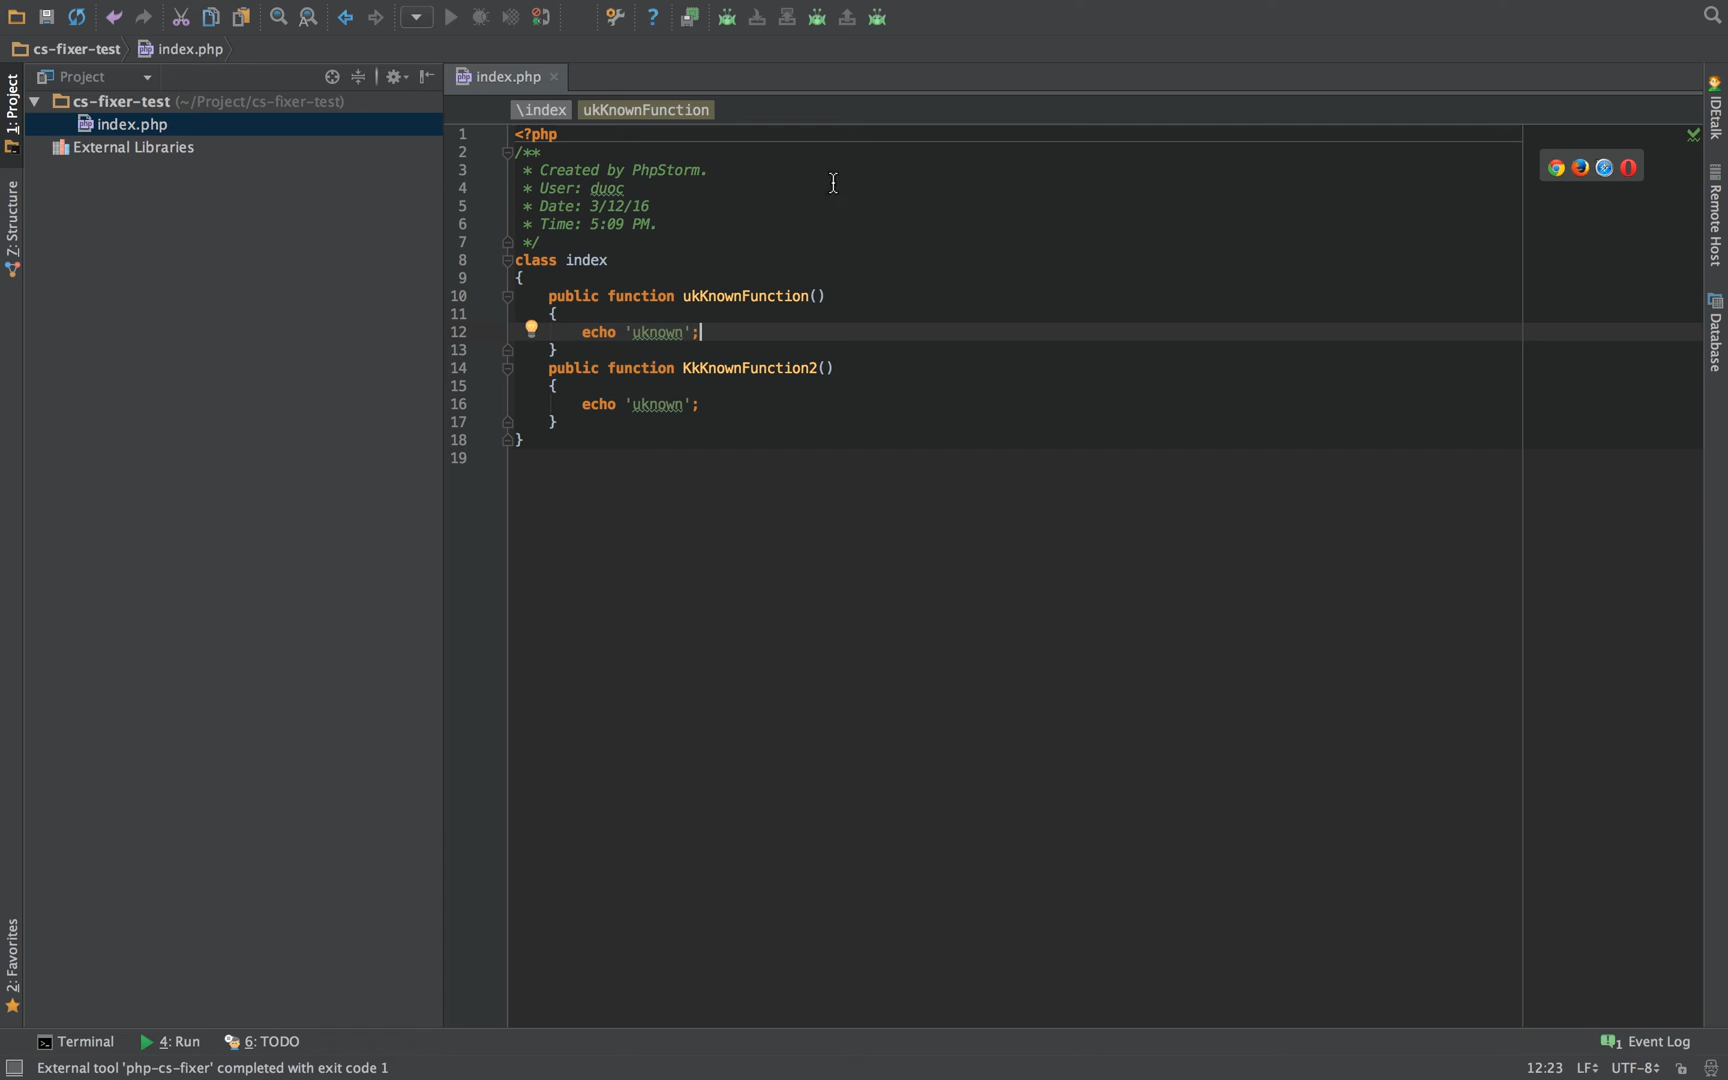 cs-fixer-test index.php
Project
index.php
cs-fixer-test (~/Project/cs-fixer-test)
index.php
External Libraries
1: Project
Z: Structure
2: Favorites
\index ukKnownFunction
1 <?php
2 /**
3  * Created by PhpStorm.
4  * User: duoc
5  * Date: 3/12/16
6  * Time: 5:09 PM.
7  */
8 class index
9 {
10     public function ukKnownFunction()
11     {
12         echo 'uknown';
13     }
14     public function KkKnownFunction2()
15     {
16         echo 'uknown';
17     }
18 }
19
IDEtalk
Remote Host
Database
Terminal 4: Run 6: TODO 1 Event Log
External tool 'php-cs-fixer' completed with exit code 1 12:23 LF UTF-8